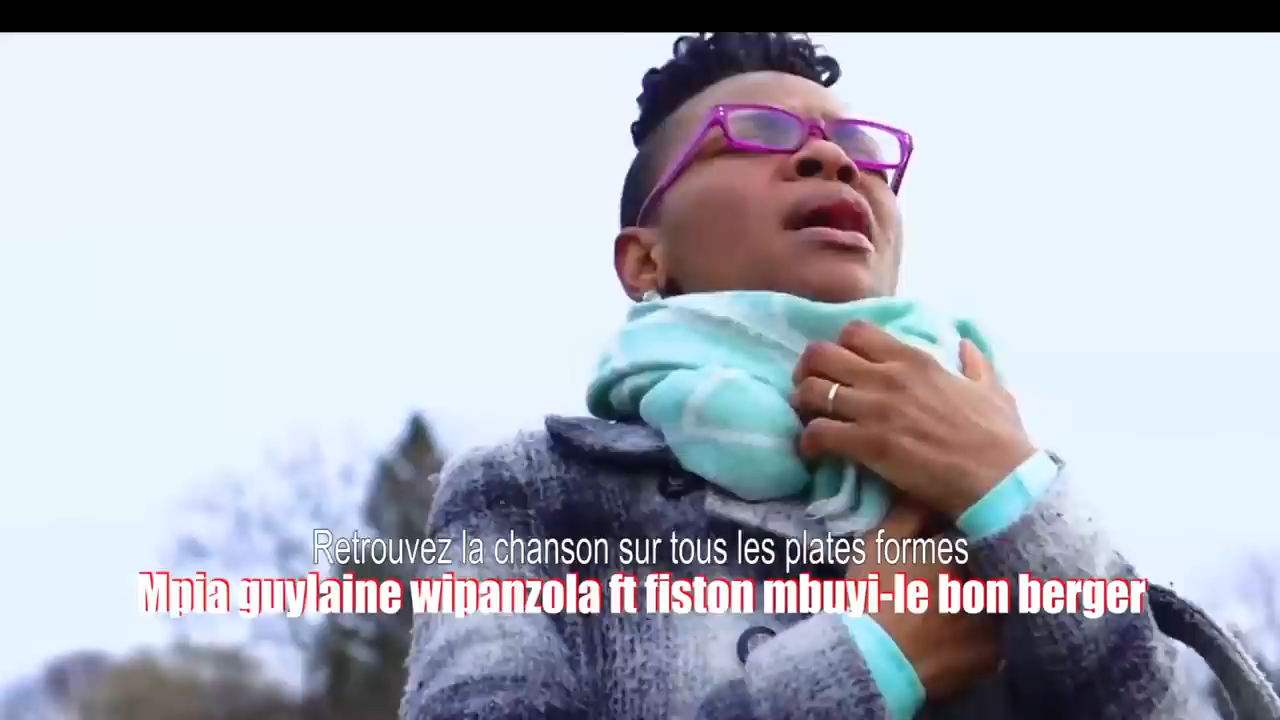 Retrouvez la chanson sur tous les plates formes
Mpia guylaine wipanzola ft fiston mbuyi-le bon berger